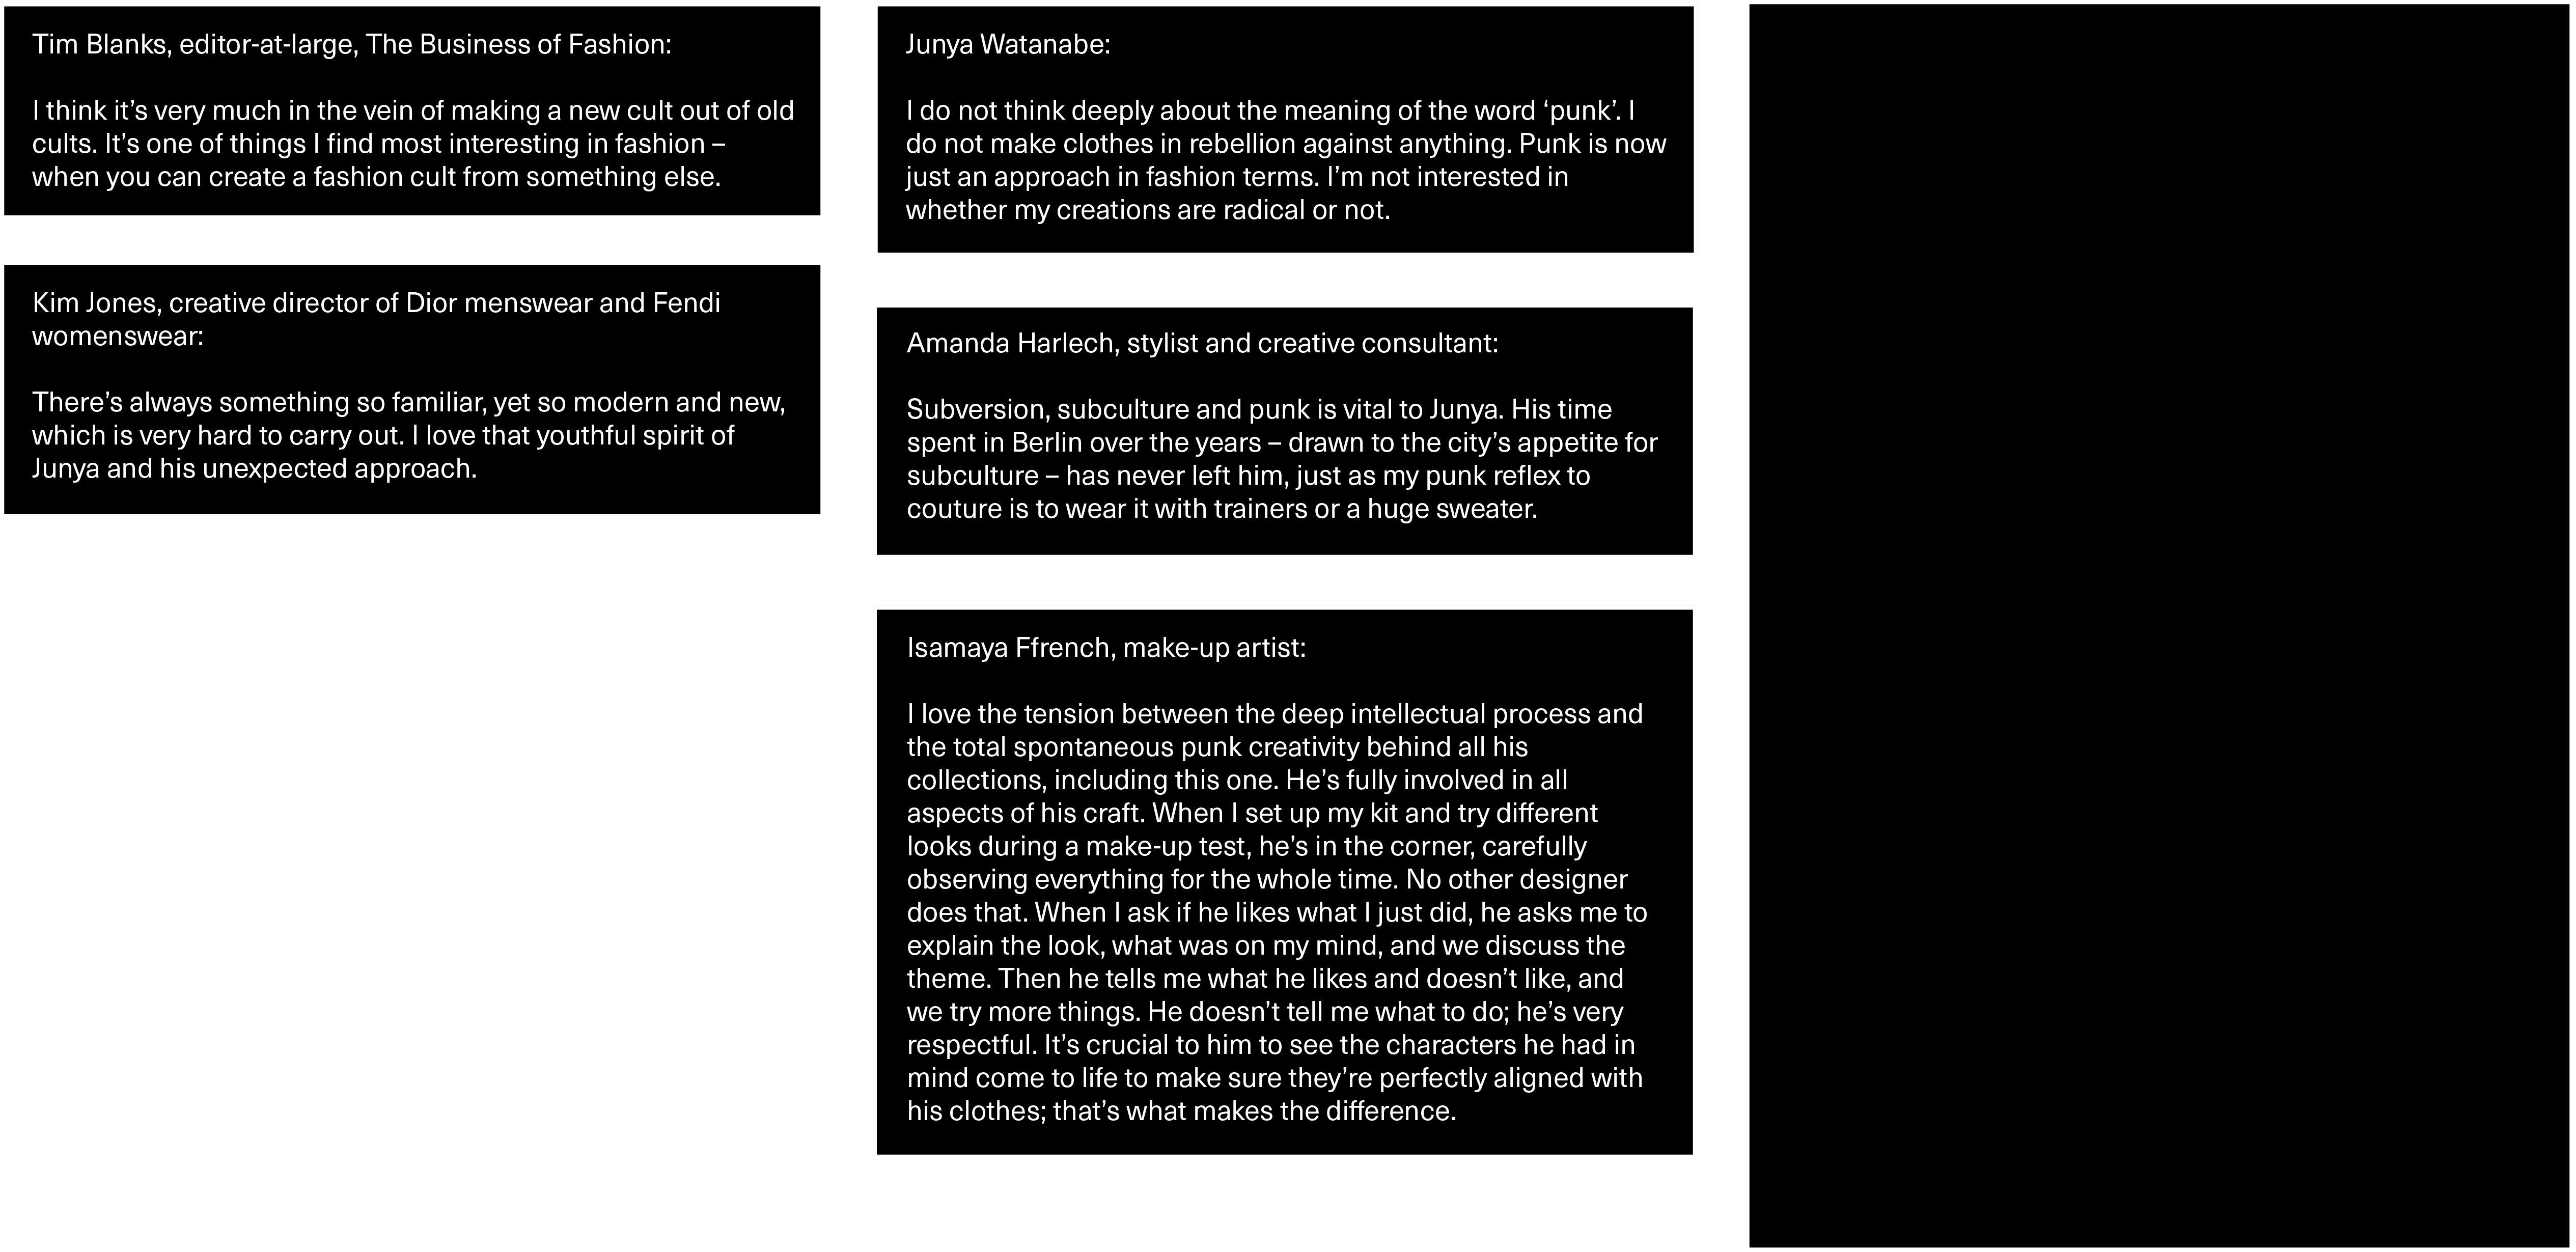 Tim Blanks, editor-at-large, The Business of Fashion:
I think it’s very much in the vein of making a new cult out of old
cults. It’s one of things I find most interesting in fashion –
when you can create a fashion cult from something else.
Kim Jones, creative director of Dior menswear and Fendi
womenswear:
There’s always something so familiar, yet so modern and new,
which is very hard to carry out. I love that youthful spirit of
Junya and his unexpected approach.
Junya Watanabe:
I do not think deeply about the meaning of the word ‘punk’. I
do not make clothes in rebellion against anything. Punk is now
just an approach in fashion terms. I’m not interested in
whether my creations are radical or not.
Amanda Harlech, stylist and creative consultant:
Subversion, subculture and punk is vital to Junya. His time
spent in Berlin over the years – drawn to the city’s appetite for
subculture – has never left him, just as my punk reflex to
couture is to wear it with trainers or a huge sweater.
Isamaya Ffrench, make-up artist:
I love the tension between the deep intellectual process and
the total spontaneous punk creativity behind all his
collections, including this one. He’s fully involved in all
aspects of his craft. When I set up my kit and try different
looks during a make-up test, he’s in the corner, carefully
observing everything for the whole time. No other designer
does that. When I ask if he likes what I just did, he asks me to
explain the look, what was on my mind, and we discuss the
theme. Then he tells me what he likes and doesn’t like, and
we try more things. He doesn’t tell me what to do; he’s very
respectful. It’s crucial to him to see the characters he had in
mind come to life to make sure they’re perfectly aligned with
his clothes; that’s what makes the difference.